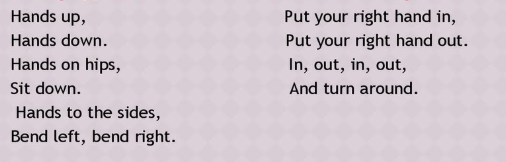 Hands up,
Hands down.
Hands on hips,
Sit down.
Hands to the sides,
Bend left, bend right.
Put your right hand in,
Put your right hand out.
In, out, in, out,
And turn around.